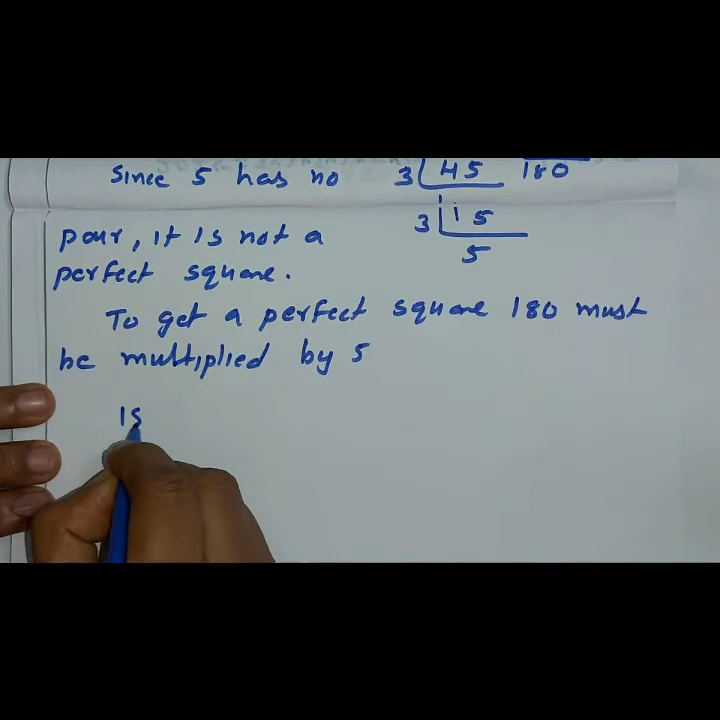 Since 5 has no 3 45 180
3 15
pair, it is not a
5
perfect square.
To get a perfect square 180 must
be multiplied by 5